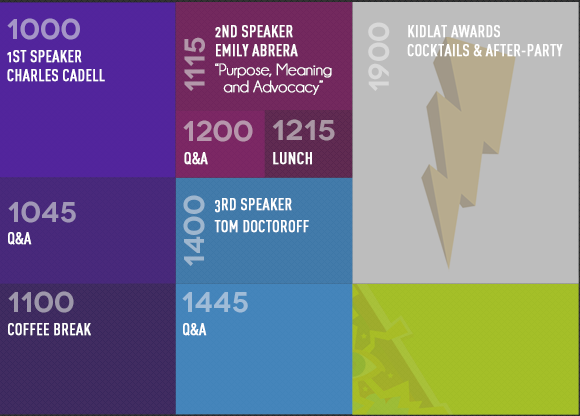 1000
1ST SPEAKER
CHARLES CADELL
1045
Q&A
1100
COFFEE BREAK
1115
2ND SPEAKER
EMILY ABRERA
"Purpose, Meaning
and Advocacy"
1200
Q&A
1215
LUNCH
1400
3RD SPEAKER
TOM DOCTOROFF
1445
Q&A
1900
KIDLAT AWARDS
COCKTAILS & AFTER-PARTY